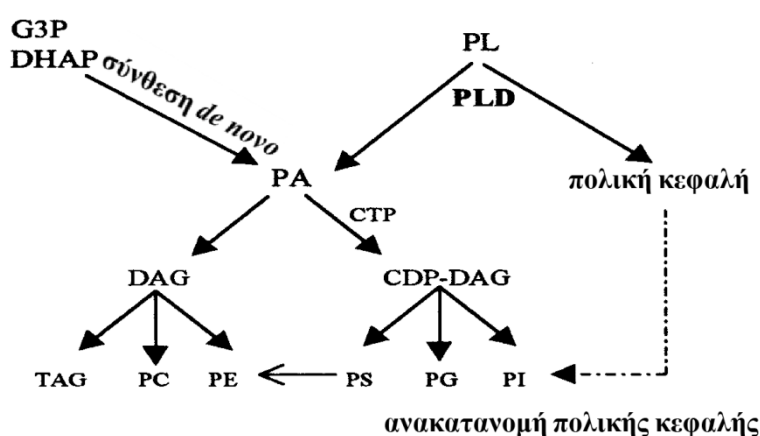 G3P
DHAP σύνθεση de novo
PL
PLD
PA
πολική κεφαλή
CTP
DAG
CDP-DAG
TAG PC PE PS PG PI
ανακατανομή πολικής κεφαλής